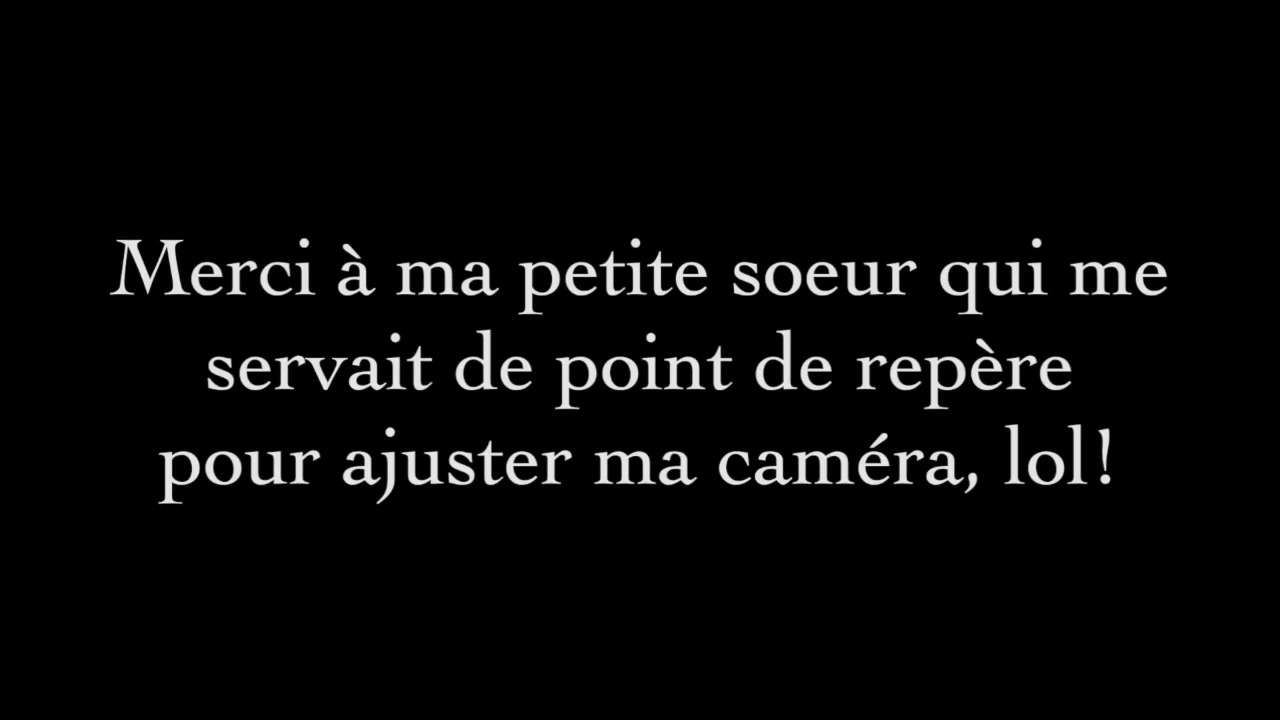 Merci à ma petite soeur qui me
servait de point de repère
pour ajuster ma caméra, lol!